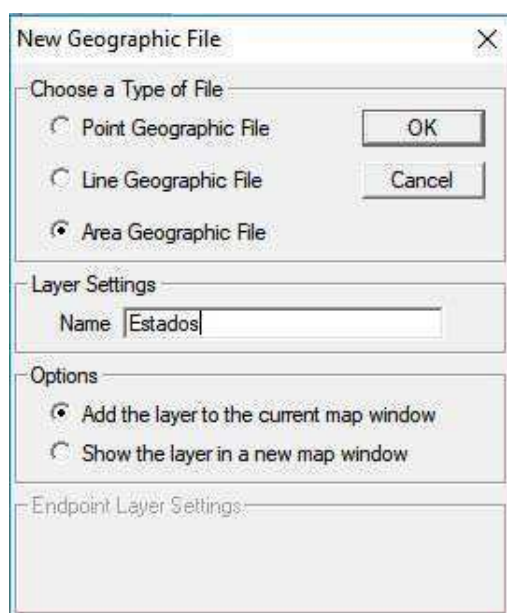 New Geographic File
Choose a Type of File
Point Geographic File
OK
Line Geographic File
Cancel
Area Geographic File
Layer Settings
Name Estados
Options
Add the layer to the current map window
Show the layer in a new map window
Endpoint Layer Settings